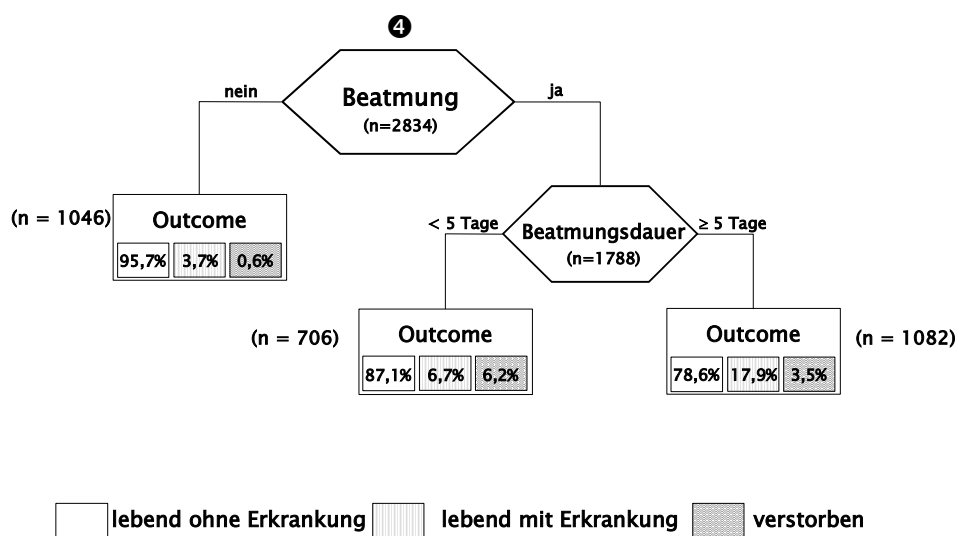 ❹
nein
Beatmung
ja
(n=2834)
(n = 1046)
Outcome
95,7% 3,7% 0,6%
< 5 Tage
Beatmungsdauer
≥ 5 Tage
(n=1788)
(n = 706)
Outcome
87,1% 6,7% 6,2%
Outcome
78,6% 17,9% 3,5%
(n = 1082)
lebend ohne Erkrankung lebend mit Erkrankung verstorben